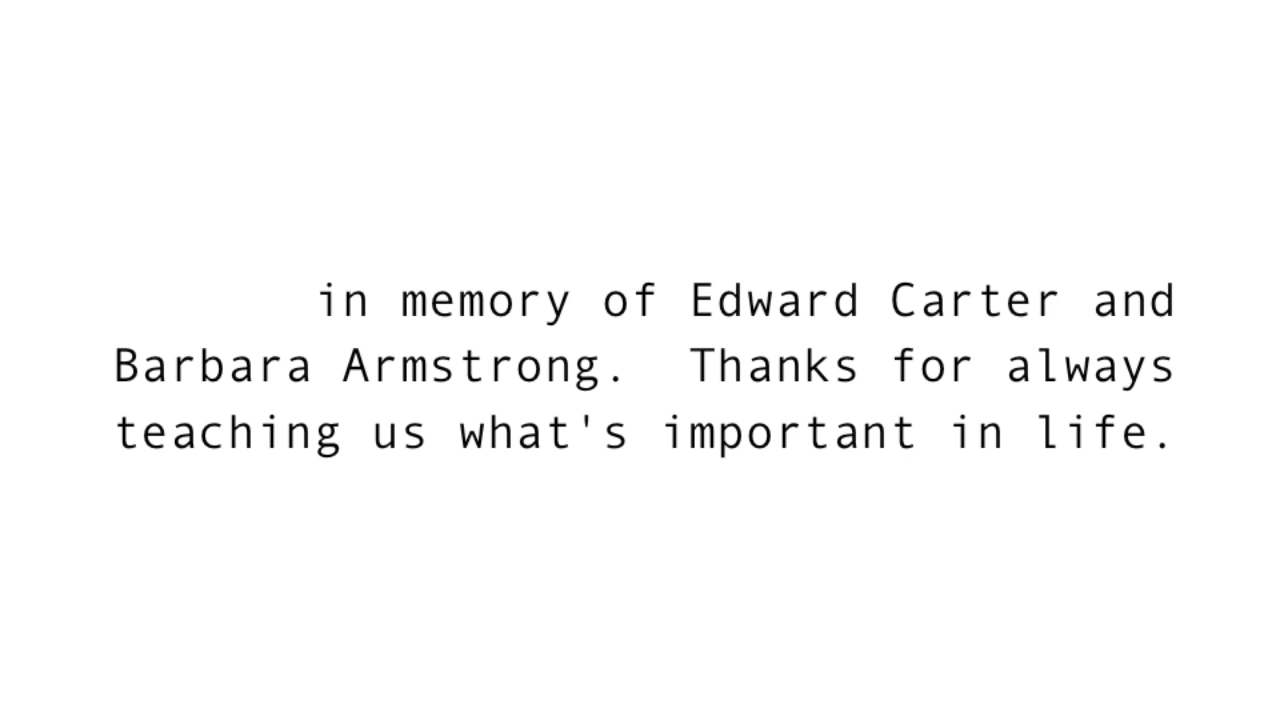 in memory of Edward Carter and
Barbara Armstrong.  Thanks for always
teaching us what's important in life.